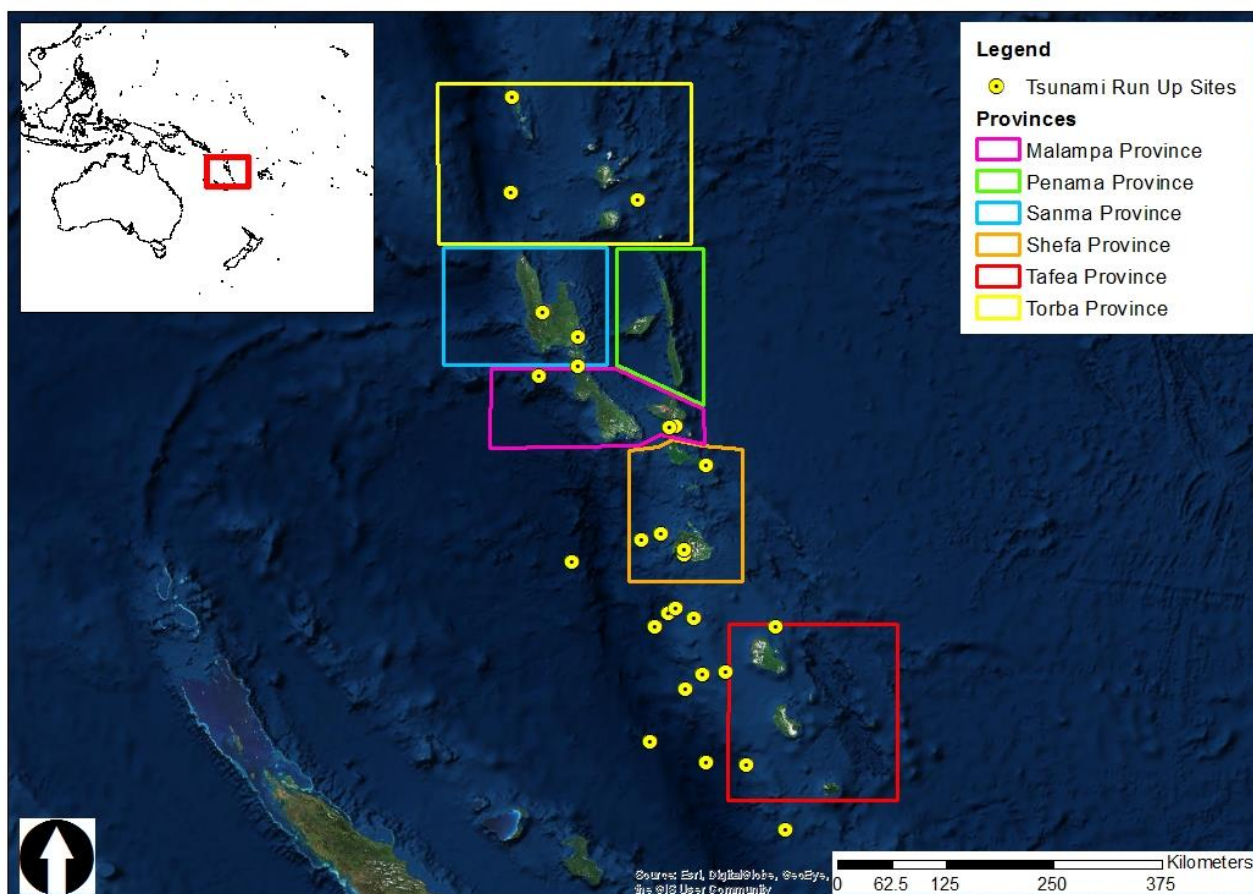 Legend
Tsunami Run Up Sites
Provinces
Malampa Province
Penama Province
Sanma Province
Shefa Province
Tafea Province
Torba Province
Source: Esri, DigitalGlobe, GeoEye,
the GIS User Community
Kilometers
0 62.5 125 250 375